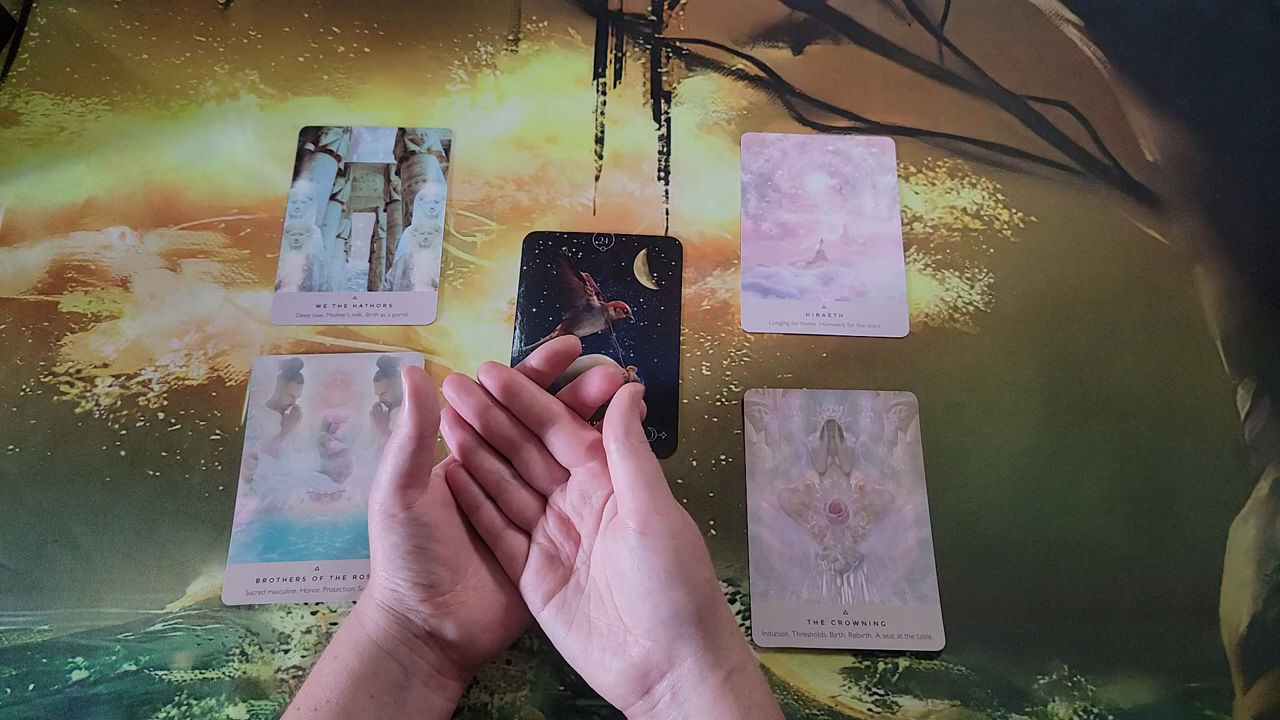 WE THE HATHORS
Deep love. Mother's milk. Birth as a portal
24
HIRAETH
Longing for home. Homesick for the stars.
BROTHERS OF THE
Sacred masculine. Honor. Protection.
THE CROWNING
Initiation. Thresholds. Birth. Rebirth. A seat at the table.